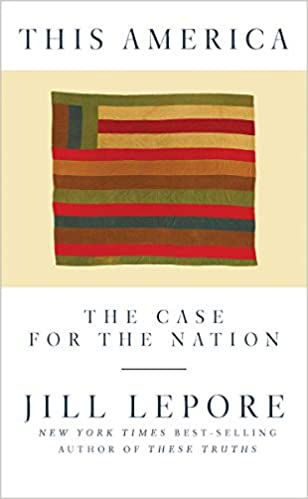 THIS AMERICA
THE CASE
FOR THE NATION
JILL LEPORE
NEW YORK TIMES BEST-SELLING
AUTHOR OF THESE TRUTHS